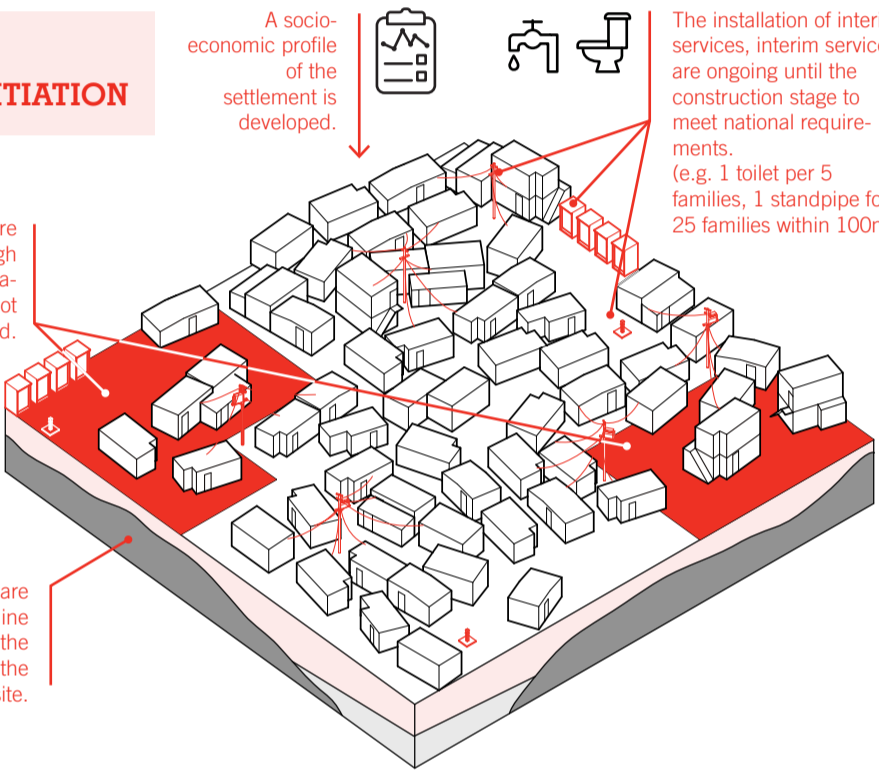 ITIATION
A socio-
economic profile
of the
settlement is
developed.
The installation of inter
services, interim service
are ongoing until the
construction stage to
meet national require-
ments.
(e.g. 1 toilet per 5
families, 1 standpipe fo
25 families within 100m
re
gh
a-
ot
d.
are
ine
the
the
site.